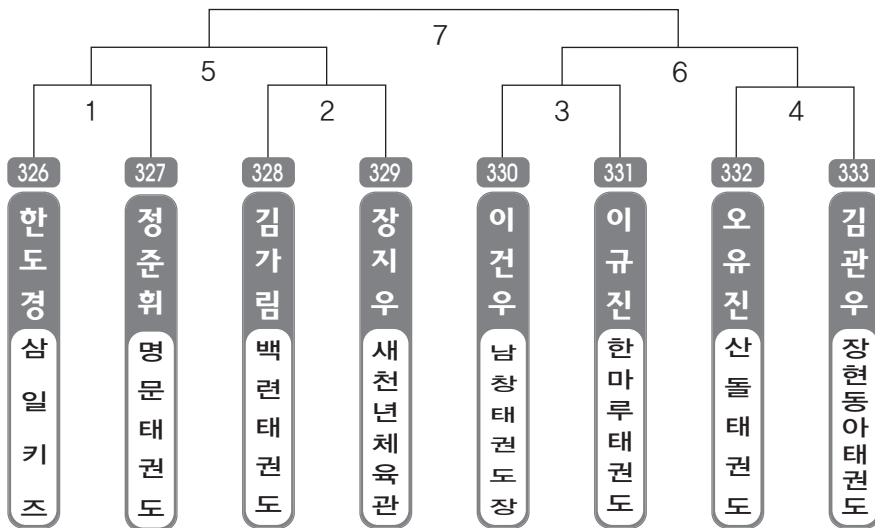 7
5
6
1
2
3
4
326
327
328
329
330
331
332
333
한도경
정준휘
김가림
장지우
이건우
이규진
오유진
김관우
삼일키즈
명문태권도
백련태권도
새천년체육관
남창태권도장
한마루태권도
산돌태권도
장현동아태권도